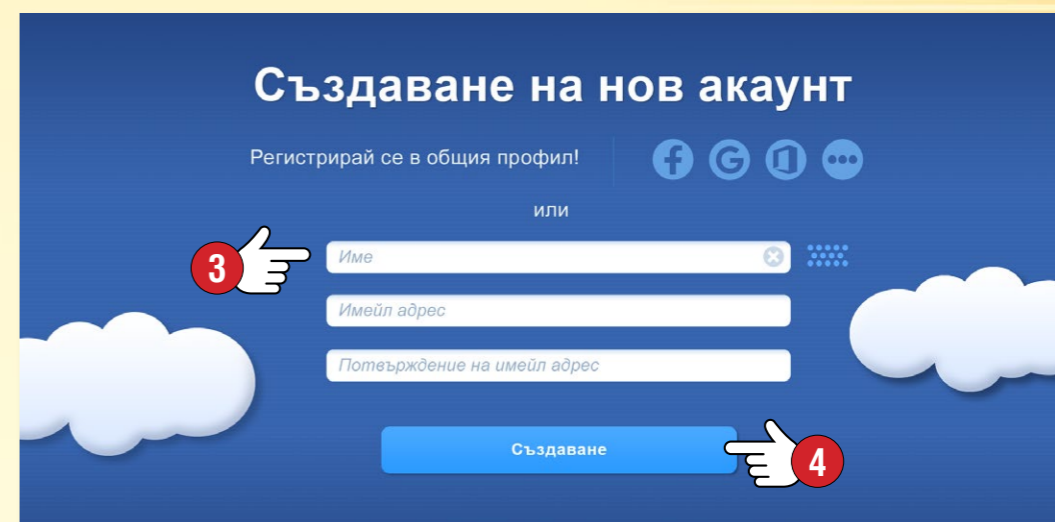 Създаване на нов акаунт
Регистрирай се в общия профил!
или
3
Име
Имейл адрес
Потвърждение на имейл адрес
Създаване
4